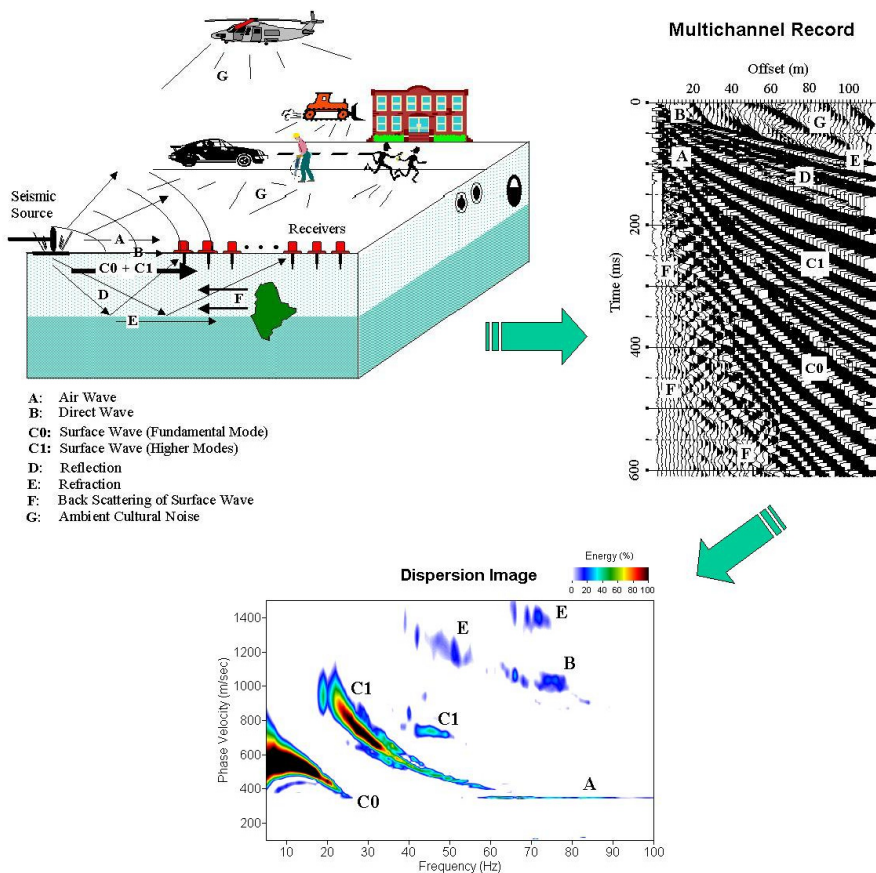 G
G
Seismic
Source
A
B
Receivers
C0 + C1
D
E
F
A: Air Wave
B: Direct Wave
C0: Surface Wave (Fundamental Mode)
C1: Surface Wave (Higher Modes)
D: Reflection
E: Refraction
F: Back Scattering of Surface Wave
G: Ambient Cultural Noise
Multichannel Record
Offset (m)
20 40 60 80 100
0
200
400
600
Time (ms)
B
G
A
E
D
F
C1
C0
F
F
Dispersion Image
Energy (%)
0 20 40 60 80 100
Phase Velocity (m/sec)
1400
1200
1000
800
600
400
200
E
E
B
C1
C1
C0
A
10 20 30 40 50 60 70 80 90 100
Frequency (Hz)